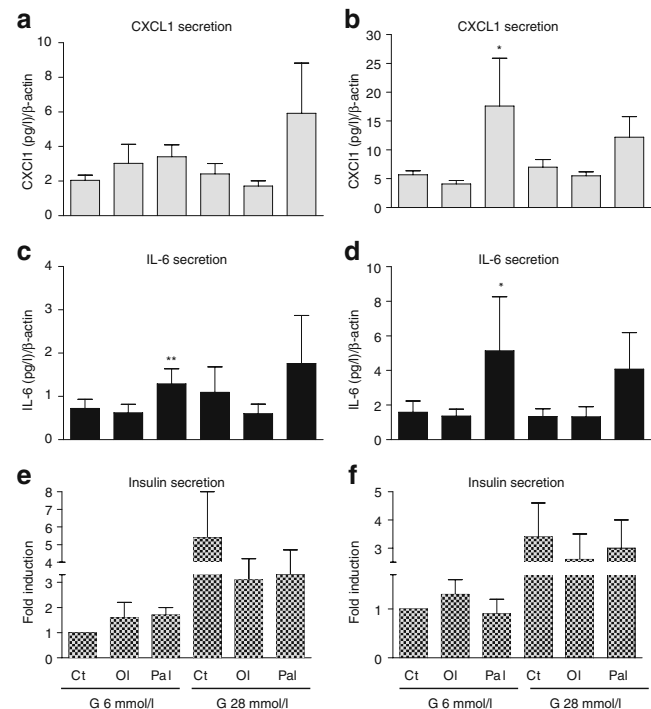 a CXCL1 secretion
CXCl1 (pg/l)/β-actin
10
8
6
4
2
0
b CXCL1 secretion
CXCl1 (pg/l)/β-actin
30
25
20
15
10
5
0
*
c IL-6 secretion
IL-6 (pg/l)/β-actin
4
3
2
1
0
**
d IL-6 secretion
IL-6 (pg/l)/β-actin
10
8
6
4
2
0
*
e Insulin secretion
Fold induction
8
7
6
5
4
3
2
1
0
Ct Ol Pal Ct Ol Pal
G 6 mmol/l G 28 mmol/l
f Insulin secretion
Fold induction
5
4
3
1
0
Ct Ol Pal Ct Ol Pal
G 6 mmol/l G 28 mmol/l